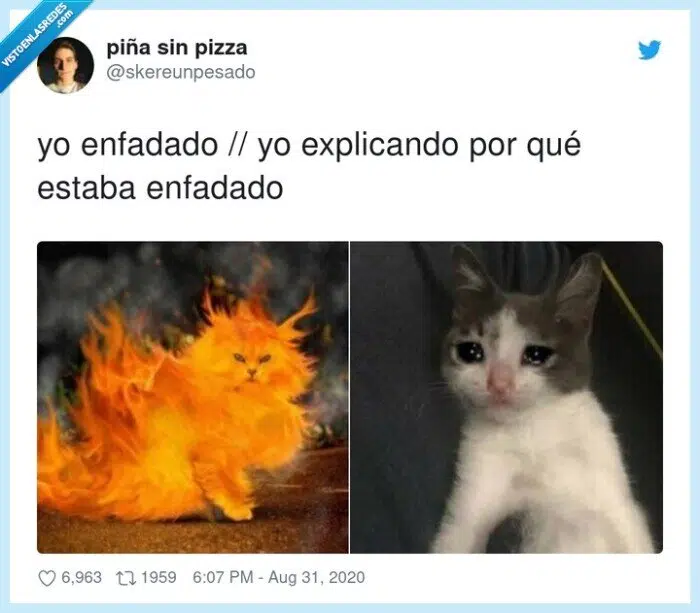 VISTOENLASREDES
.com
piña sin pizza
@skereunpesado
yo enfadado // yo explicando por qué
estaba enfadado
6,963 1959 6:07 PM - Aug 31, 2020